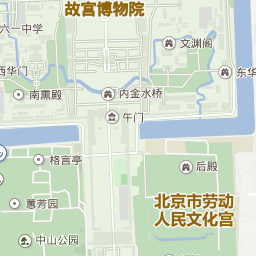 故宫博物院
六一中学
文渊阁
西华门
东华
南熏殿
内金水桥
午门
格言亭
后殿
蕙芳园
北京市劳动
人民文化宫
中山公园